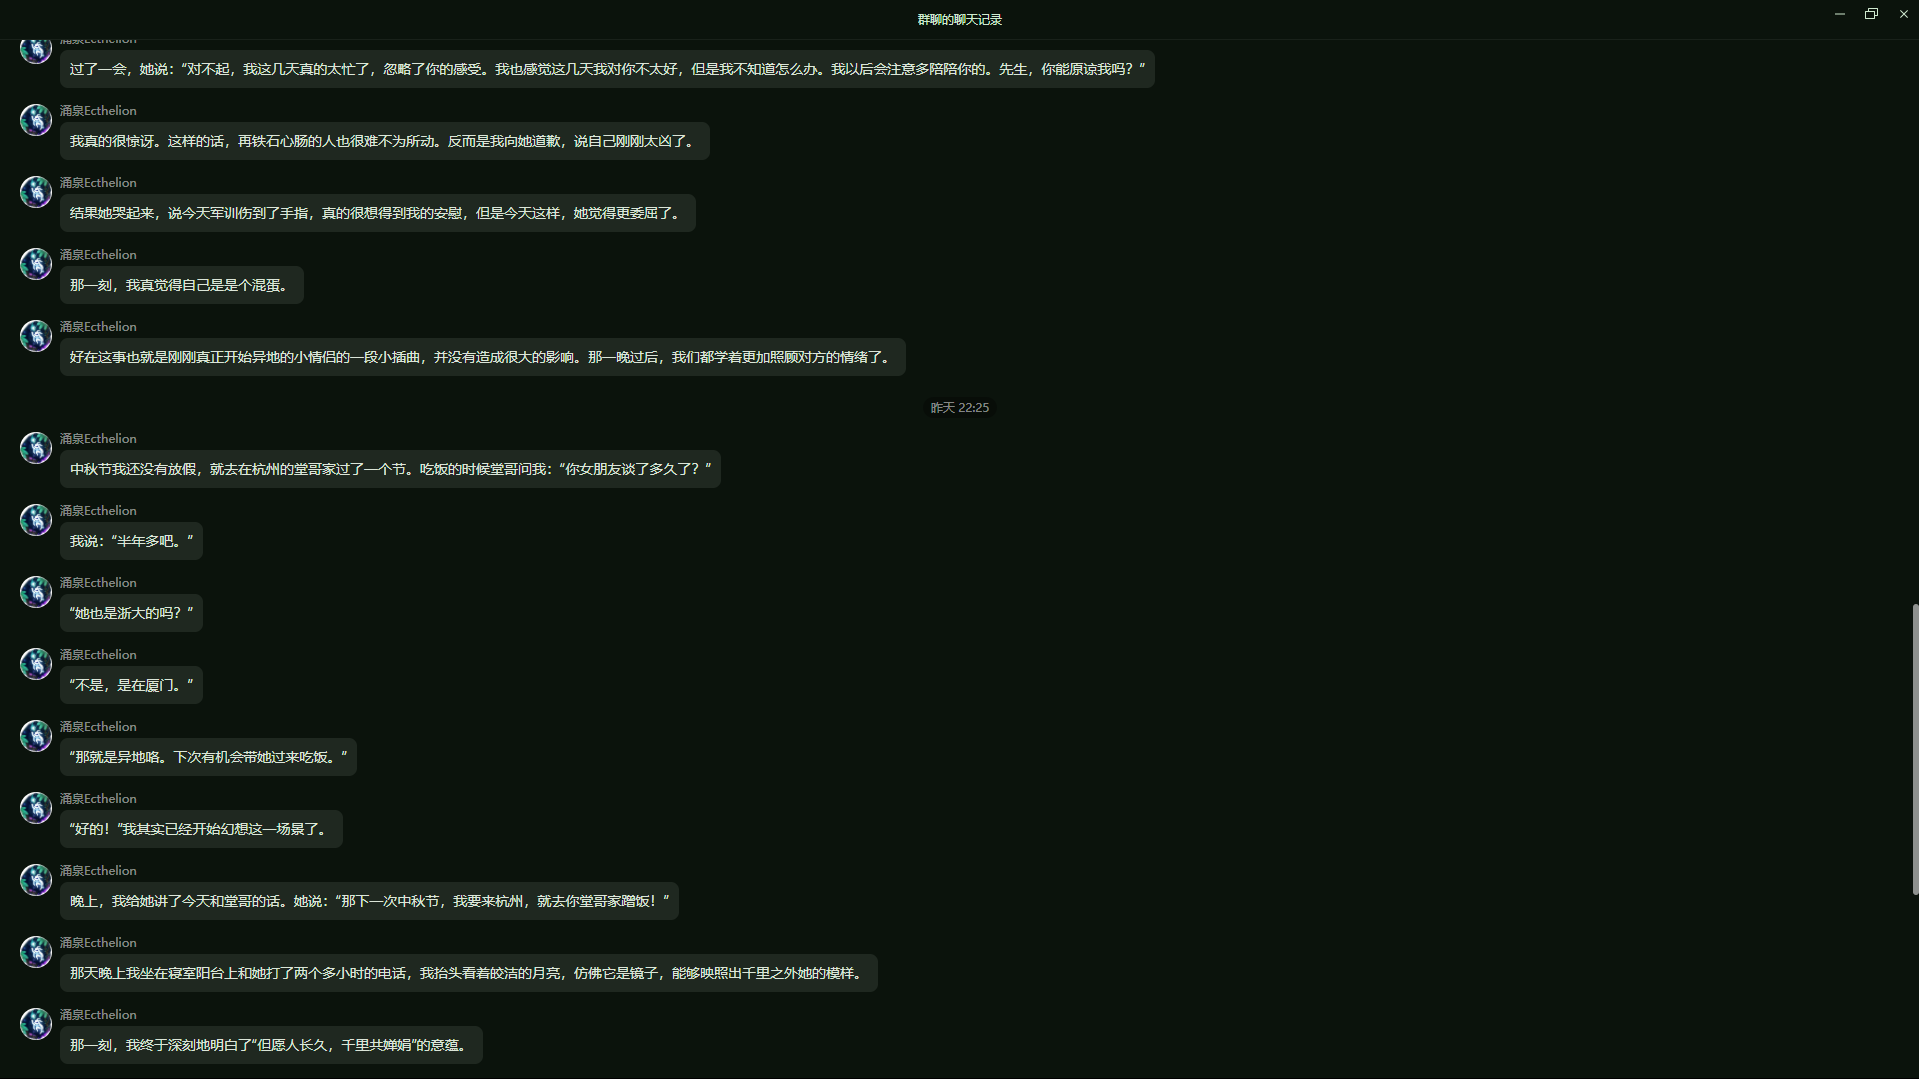 群聊的聊天记录
涌泉Ecthelion
过了一会，她说：“对不起，我这几天真的太忙了，忽略了你的感受。我也感觉这几天我对你不太好，但是我不知道怎么办。我以后会注意多陪陪你的。先生，你能原谅我吗？”
涌泉Ecthelion
我真的很惊讶。这样的话，再铁石心肠的人也很难不为所动。反而是我向她道歉，说自己刚刚太凶了。
涌泉Ecthelion
结果她哭起来，说今天军训伤到了手指，真的很想得到我的安慰，但是今天这样，她觉得更委屈了。
涌泉Ecthelion
那一刻，我真觉得自己是是个混蛋。
涌泉Ecthelion
好在这事也就是刚刚真正开始异地的小情侣的一段小插曲，并没有造成很大的影响。那一晚过后，我们都学着更加照顾对方的情绪了。
昨天 22:25
涌泉Ecthelion
中秋节我还没有放假，就去在杭州的堂哥家过了一个节。吃饭的时候堂哥问我：“你女朋友谈了多久了？”
涌泉Ecthelion
我说：“半年多吧。”
涌泉Ecthelion
“她也是浙大的吗？”
涌泉Ecthelion
“不是，是在厦门。”
涌泉Ecthelion
“那就是异地咯。下次有机会带她过来吃饭。”
涌泉Ecthelion
“好的！”我其实已经开始幻想这一场景了。
涌泉Ecthelion
晚上，我给她讲了今天和堂哥的话。她说：“那下一次中秋节，我要来杭州，就去你堂哥家蹭饭！”
涌泉Ecthelion
那天晚上我坐在寝室阳台上和她打了两个多小时的电话，我抬头看着皎洁的月亮，仿佛它是镜子，能够映照出千里之外她的模样。
涌泉Ecthelion
那一刻，我终于深刻地明白了“但愿人长久，千里共婵娟”的意蕴。